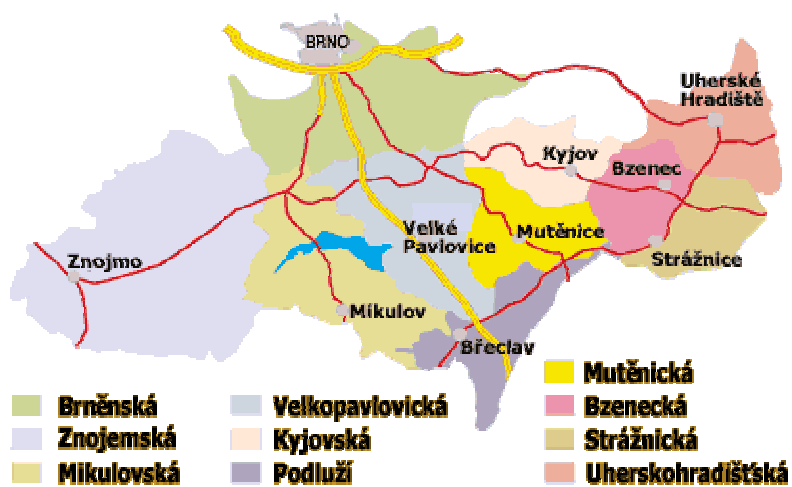 BRNO
Uherské
Hradiště
Kyjov
Bzenec
Velké
Pavlovice
Mutěnice
Strážnice
Znojmo
Mikulov
Břeclav
Mutěnická
Brněnská
Velkopavlovická
Bzenecká
Znojemská
Kyjovská
Strážnická
Mikulovská
Podluží
Uherskohradíšťská